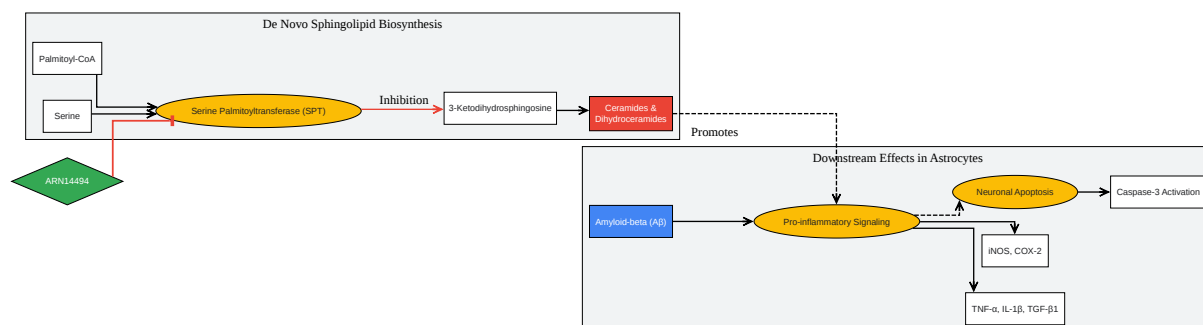 De Novo Sphingolipid Biosynthesis
Palmitoyl-CoA
Serine
Serine Palmitoyltransferase (SPT)
Inhibition
3-Ketodihydrosphingosine
Ceramides &
Dihydroceramides
ARN14494
Promotes
Downstream Effects in Astrocytes
Amyloid-beta (Aβ)
Pro-inflammatory Signaling
Neuronal Apoptosis
Caspase-3 Activation
iNOS, COX-2
TNF-α, IL-1β, TGF-β1